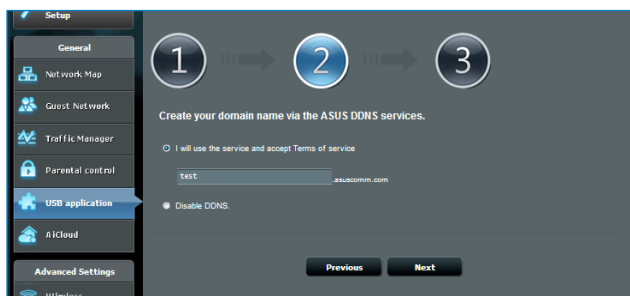 Setup
General
Network Map
Guest Network
Traffic Manager
Parental control
USB application
AiCloud
Advanced Settings
Wireless
1
2
3
Create your domain name via the ASUS DDNS services.
I will use the service and accept Terms of service
test .asuscomm.com
Disable DDNS.
Previous Next